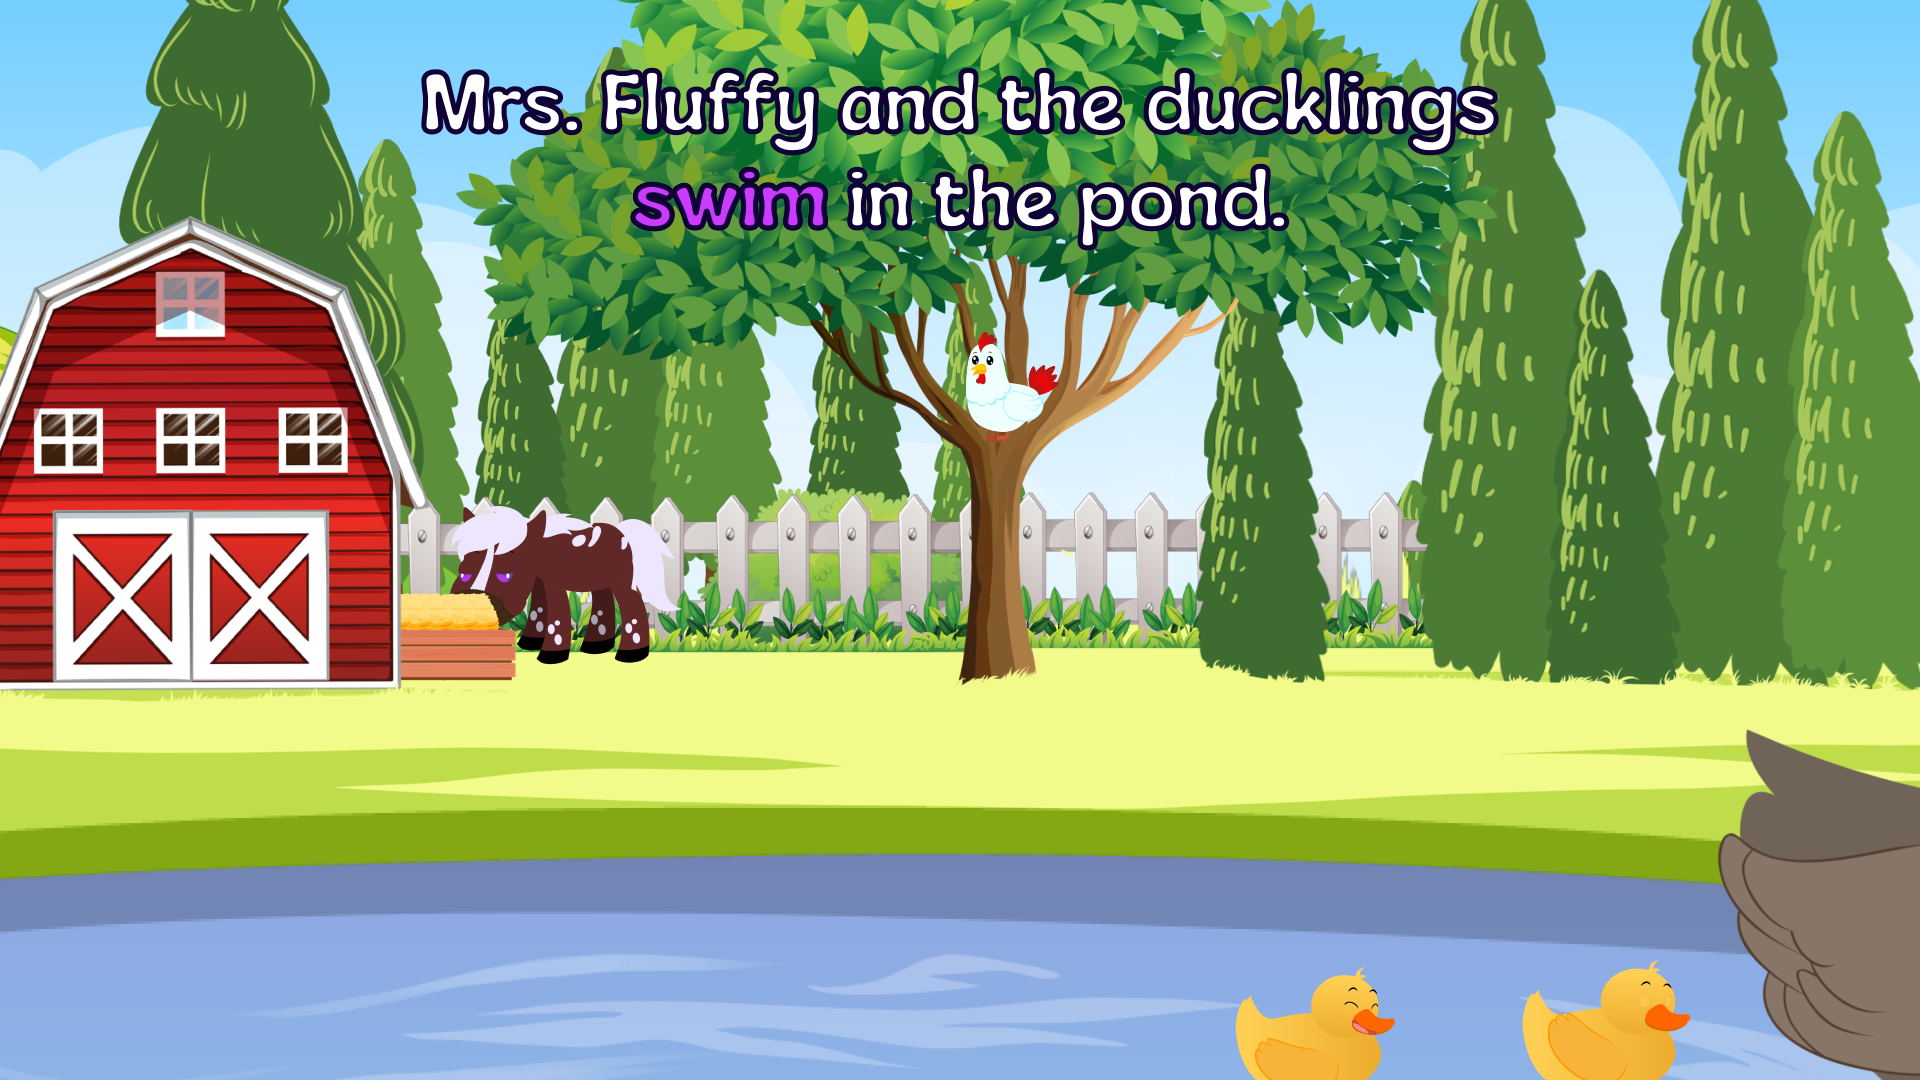 Mrs. Fluffy and the ducklings
swim in the pond.